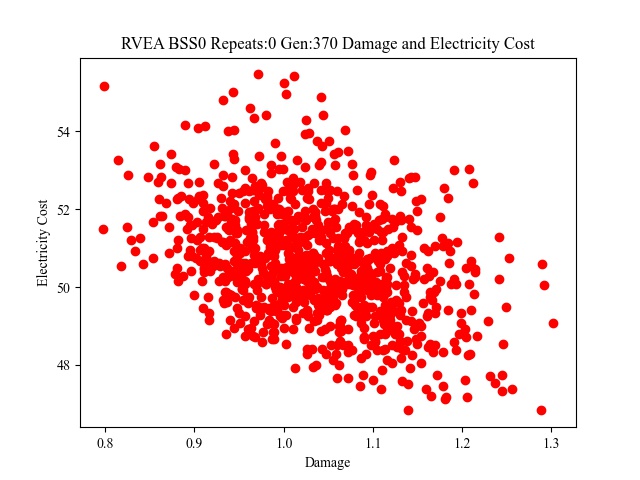 RVEA BSS0 Repeats:0 Gen:370 Damage and Electricity Cost
54
52
50
48
Electricity Cost
0.8 0.9 1.0 1.1 1.2 1.3
Damage